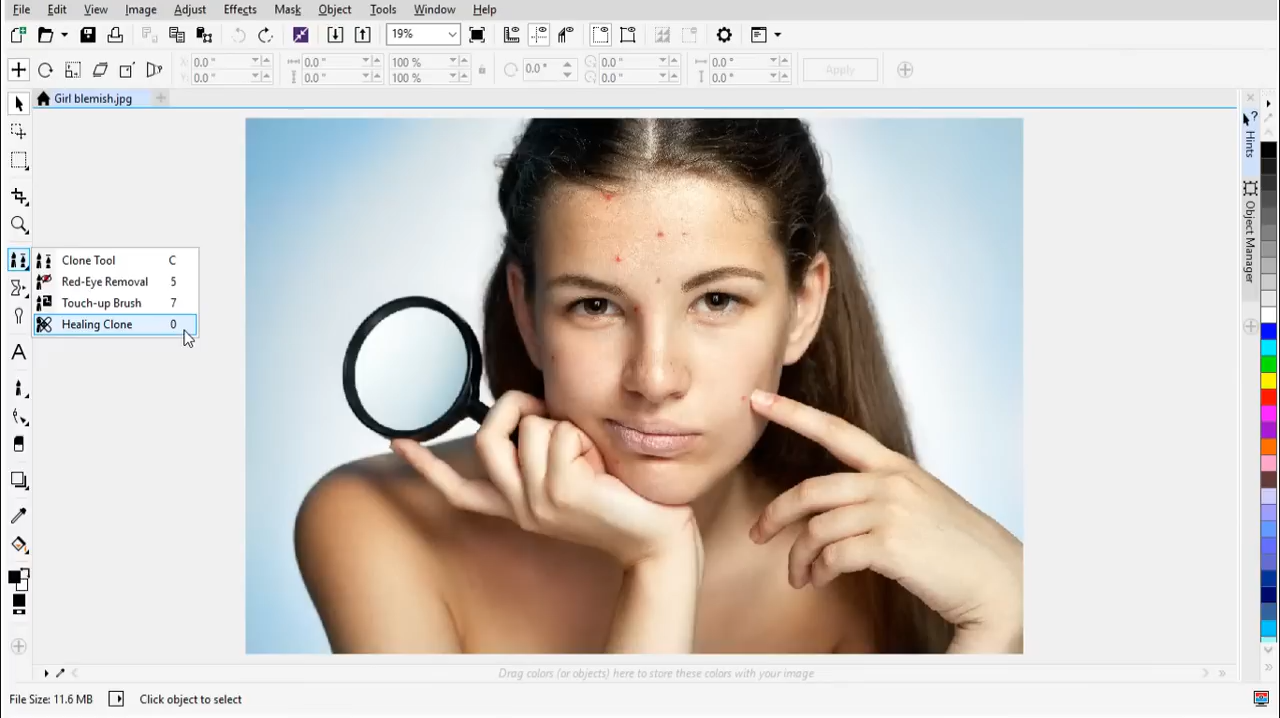 File Edit View Image Adjust Effects Mask Object Tools Window Help
19%
0.0 " 0.0 " 100 % 0.0 ° 0.0 " 0.0 "
0.0 " 0.0 " 100 % 0.0 " 0.0 "
Apply
Girl blemish.jpg
? Hints
Object Manager
Clone Tool C
Red-Eye Removal 5
Touch-up Brush 7
Healing Clone 0
A
Drag colors (or objects) here to store these colors with your image
File Size: 11.6 MB Click object to select